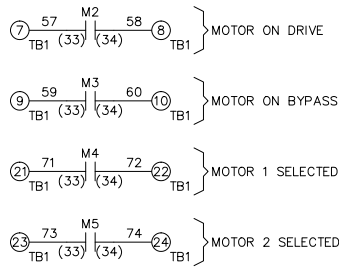 M2
7 57 58 8
TB1 (33) (34) TB1
MOTOR ON DRIVE
M3
9 59 60 10
TB1 (33) (34) TB1
MOTOR ON BYPASS
M4
21 71 72 22
TB1 (33) (34) TB1
MOTOR 1 SELECTED
M5
23 73 74 24
TB1 (33) (34) TB1
MOTOR 2 SELECTED